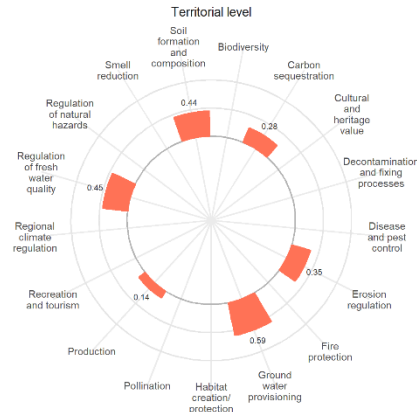 Territorial level
Soil
formation
and
composition
Biodiversity
Smell
reduction
Carbon
sequestration
0.44
0.28
Regulation
of natural
hazards
Cultural
and
heritage
value
Regulation
of fresh
water
quality
Decontamination
and fixing
processes
0.45
Regional
climate
regulation
Disease
and pest
control
0.35
Recreation
and tourism
0.14
Erosion
regulation
0.59
Production
Fire
protection
Pollination
Habitat
creation/
protection
Ground
water
provisioning